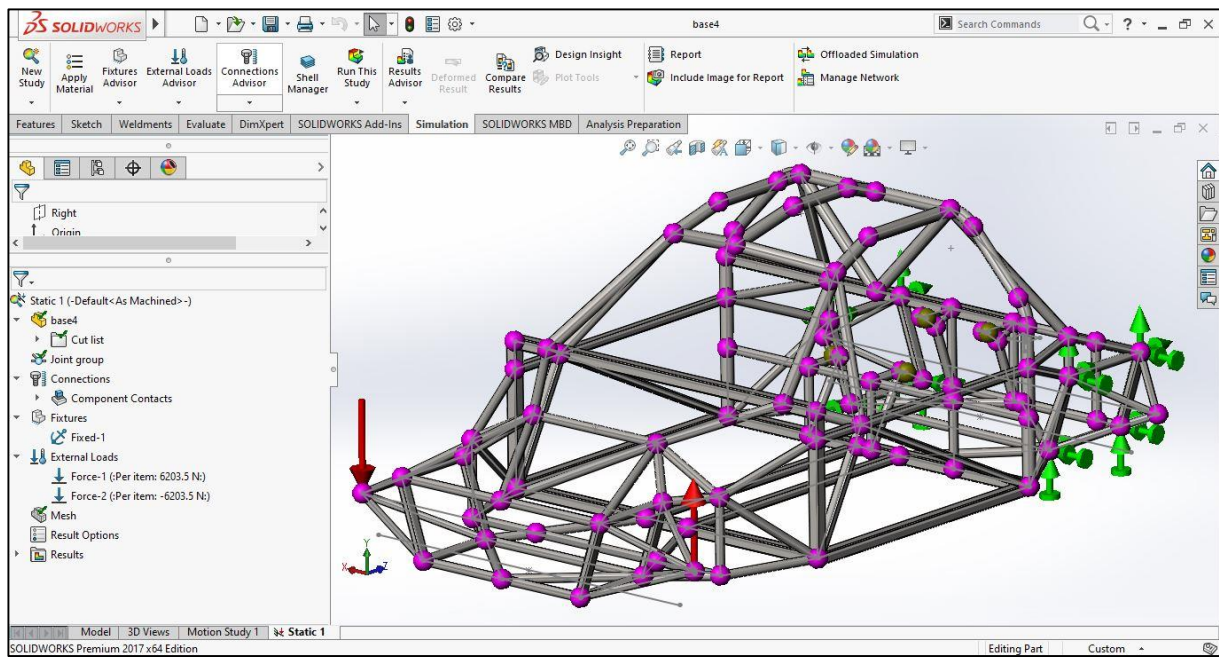 SOLIDWORKS
base4
Search Commands
New Study
Apply Material
Fixtures Advisor
External Loads Advisor
Connections Advisor
Shell Manager
Run This Study
Results Advisor
Deformed Result
Compare Results
Design Insight
Plot Tools
Report
Include Image for Report
Offloaded Simulation
Manage Network
Features Sketch Weldments Evaluate DimXpert SOLIDWORKS Add-Ins Simulation SOLIDWORKS MBD Analysis Preparation
Right
Origin
Static 1 (-Default<As Machined>-)
base4
Cut list
Joint group
Connections
Component Contacts
Fixtures
Fixed-1
External Loads
Force-1 (:Per item: 6203.5 N:)
Force-2 (:Per item: -6203.5 N:)
Mesh
Result Options
Results
Y
X
Z
Model 3D Views Motion Study 1 Static 1
SOLIDWORKS Premium 2017 x64 Edition
Editing Part Custom